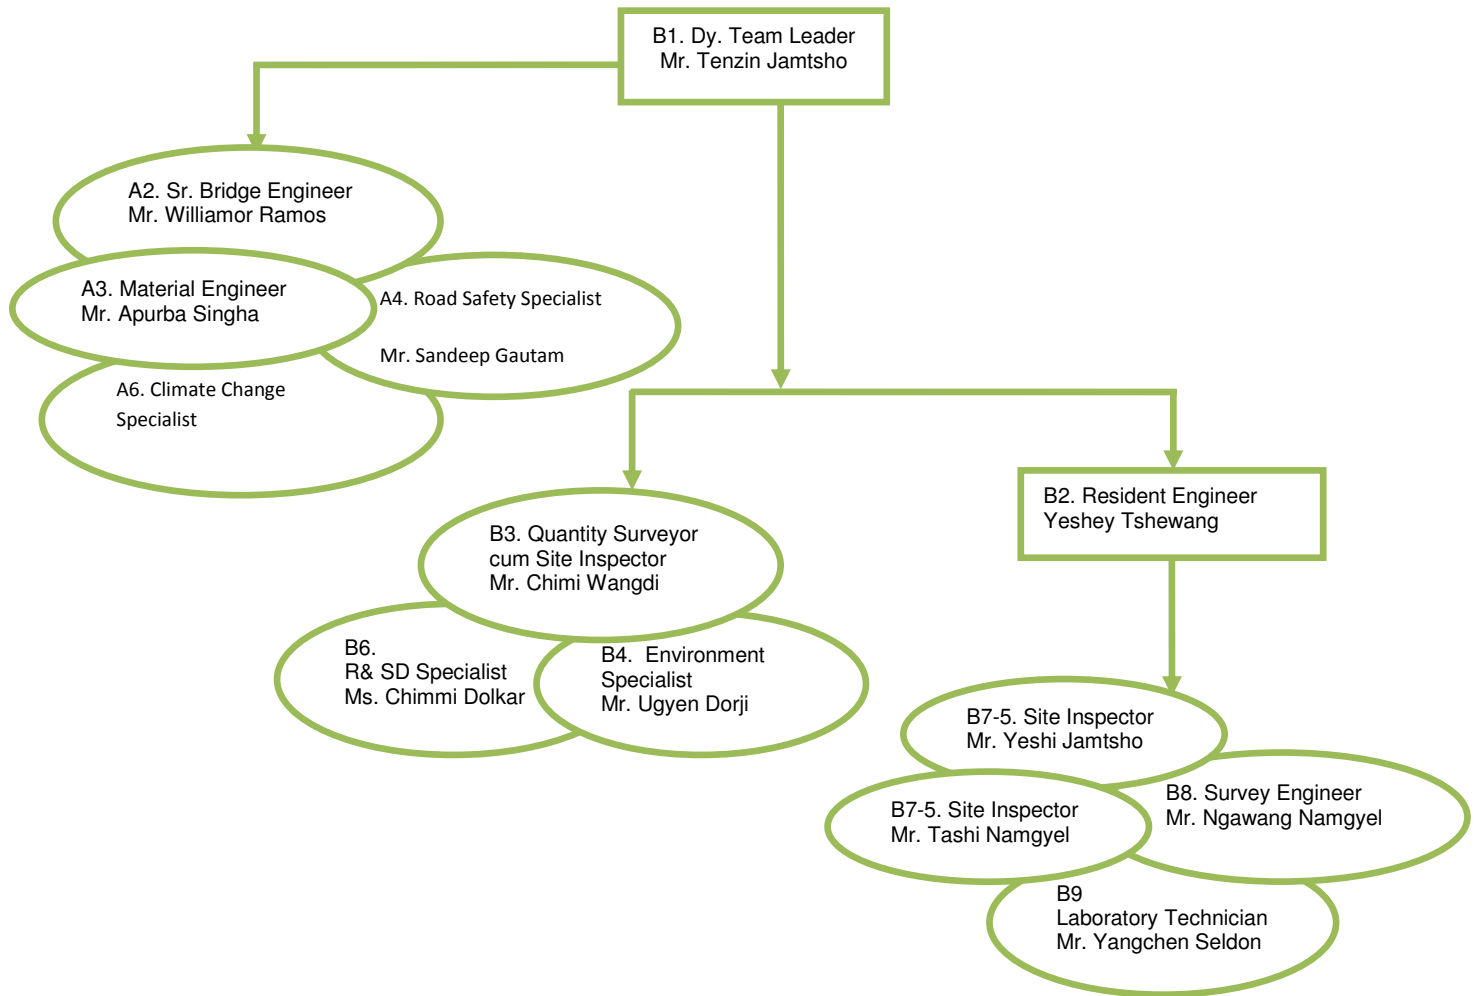 B1. Dy. Team Leader
Mr. Tenzin Jamtsho
A2. Sr. Bridge Engineer
Mr. Williamor Ramos
A3. Material Engineer
Mr. Apurba Singha
A4. Road Safety Specialist
Mr. Sandeep Gautam
A6. Climate Change
Specialist
B3. Quantity Surveyor
cum Site Inspector
Mr. Chimi Wangdi
B2. Resident Engineer
Yeshey Tshewang
B6.
R& SD Specialist
Ms. Chimmi Dolkar
B4. Environment
Specialist
Mr. Ugyen Dorji
B7-5. Site Inspector
Mr. Yeshi Jamtsho
B7-5. Site Inspector
Mr. Tashi Namgyel
B8. Survey Engineer
Mr. Ngawang Namgyel
B9
Laboratory Technician
Mr. Yangchen Seldon